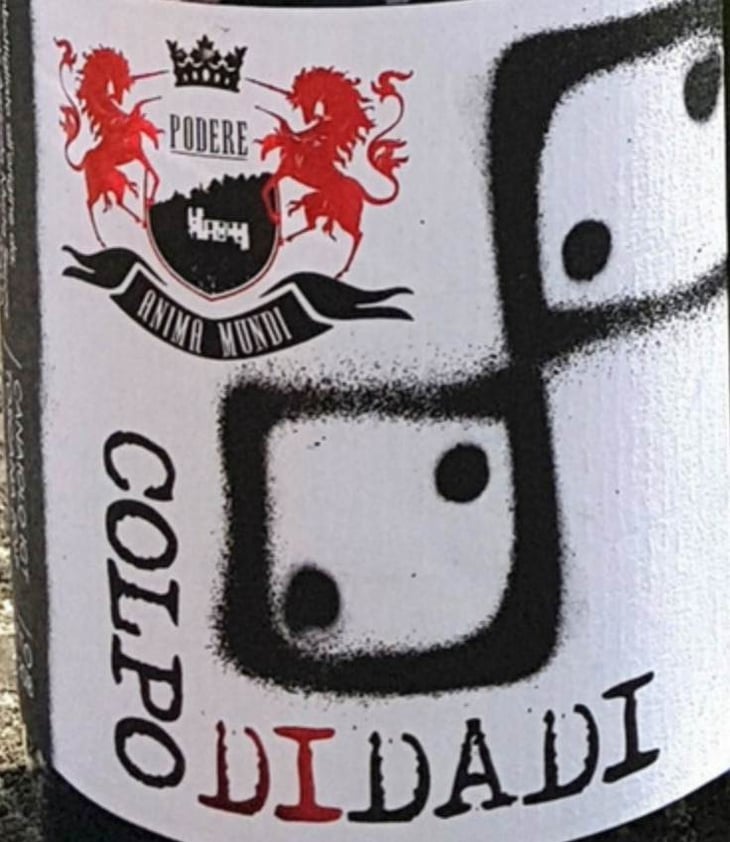 PODERE
ANIMA MUNDI
COLPO
DI DADI